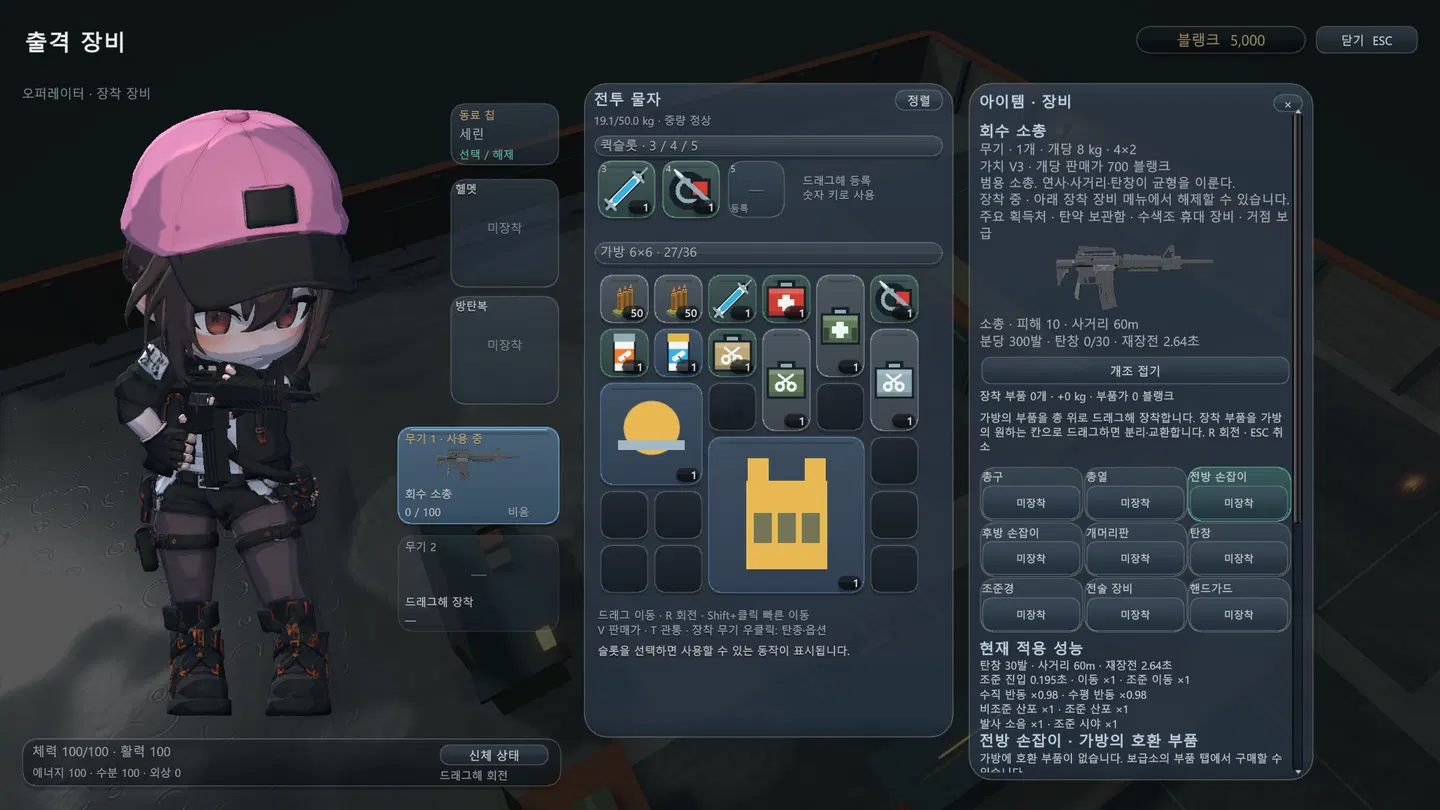 출격 장비
블랭크 5,000
닫기 ESC
오퍼레이터 · 장착 장비
동료 칩
세린
선택 / 해제
헬멧
미장착
방탄복
미장착
무기 1 · 사용 중
회수 소총
0 / 100 비움
무기 2
—
드래그해 장착
—
체력 100/100 · 활력 100
에너지 100 · 수분 100 · 외상 0
신체 상태
드래그해 회전
전투 물자
정렬
19.1/50.0 kg · 중량 정상
퀵슬롯 · 3 / 4 / 5
3
1
4
1
5
—
등록
드래그해 등록
숫자 키로 사용
가방 6×6 · 27/36
50
50
1
1
1
1
1
1
1
1
1
1
1
드래그 이동 · R 회전 · Shift+클릭 빠른 이동
V 판매가 · T 관통 · 장착 무기 우클릭: 탄종·옵션
슬롯을 선택하면 사용할 수 있는 동작이 표시됩니다.
아이템 · 장비
×
회수 소총
무기 · 1개 · 개당 8 kg · 4×2
가치 V3 · 개당 판매가 700 블랭크
범용 소총. 연사·사거리·탄창이 균형을 이룬다.
장착 중 · 아래 장착 장비 메뉴에서 해제할 수 있습니다.
주요 획득처 · 탄약 보관함 · 수색조 휴대 장비 · 거점 보
급
소총 · 피해 10 · 사거리 60m
분당 300발 · 탄창 0/30 · 재장전 2.64초
개조 접기
장착 부품 0개 · +0 kg · 부품가 0 블랭크
가방의 부품을 총 위로 드래그해 장착합니다. 장착 부품을 가방
의 원하는 칸으로 드래그하면 분리·교환합니다. R 회전 · ESC 취
소
총구 총열 전방 손잡이
미장착 미장착 미장착
후방 손잡이 개머리판 탄창
미장착 미장착 미장착
조준경 전술 장비 핸드가드
미장착 미장착 미장착
현재 적용 성능
탄창 30발 · 사거리 60m · 재장전 2.64초
조준 진입 0.195초 · 이동 ×1 · 조준 이동 ×1
수직 반동 ×0.98 · 수평 반동 ×0.98
비조준 산포 ×1 · 조준 산포 ×1
발사 소음 ×1 · 조준 시야 ×1
전방 손잡이 · 가방의 호환 부품
가방에 호환 부품이 없습니다. 보급소의 부품 탭에서 구매할 수